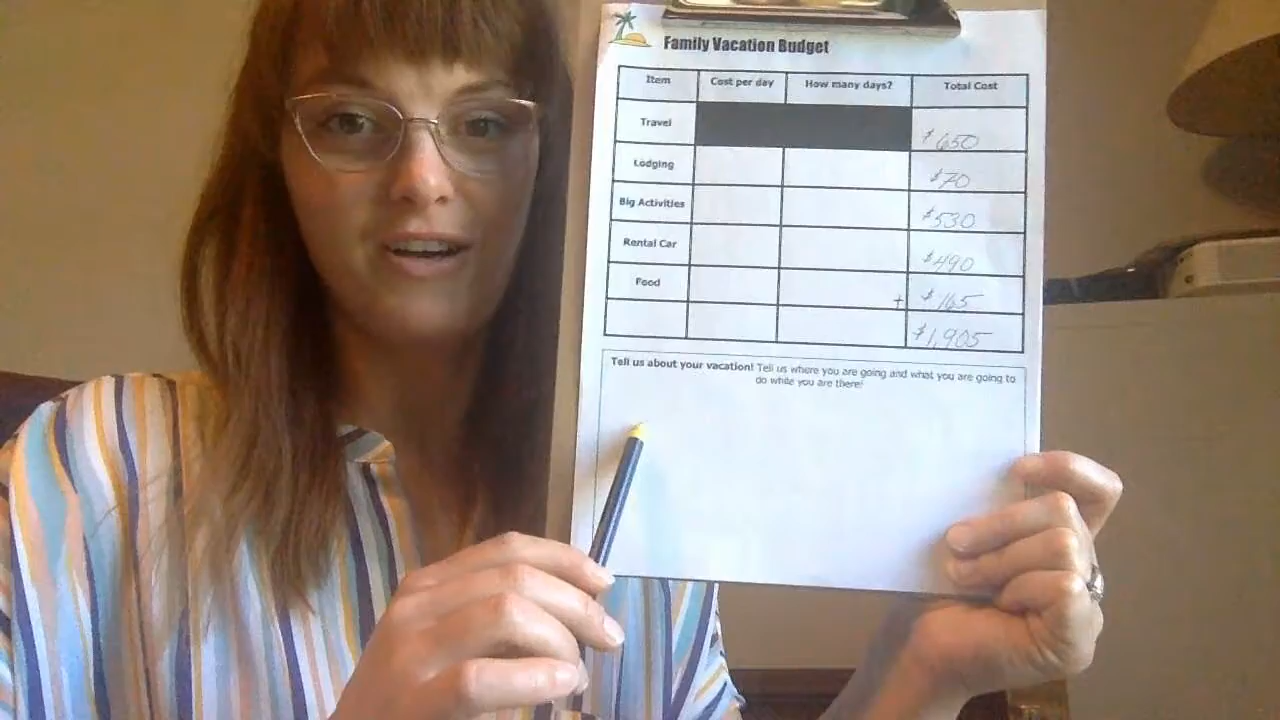 Family Vacation Budget
Item Cost per day How many days? Total Cost
Travel $650
Lodging $70
Big Activities $530
Rental Car $490
Food + $165
$1,905
Tell us about your vacation! Tell us where you are going and what you are going to
do while you are there!